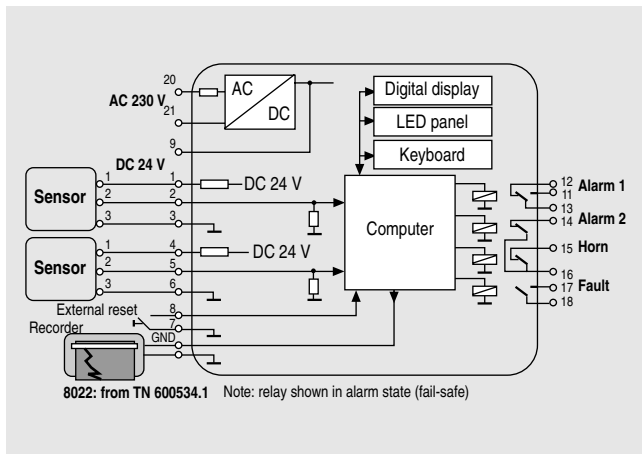 20
AC 230 V
21
9
DC 24 V
AC
DC
Digital display
LED panel
Keyboard
Sensor
1
2
3
1
2
3
DC 24 V
Computer
12 Alarm 1
11
13
14 Alarm 2
15 Horn
16
17 Fault
18
Sensor
1
2
3
4
5
6
DC 24 V
External reset
8
7
Recorder
GND
8022: from TN 600534.1
Note: relay shown in alarm state (fail-safe)